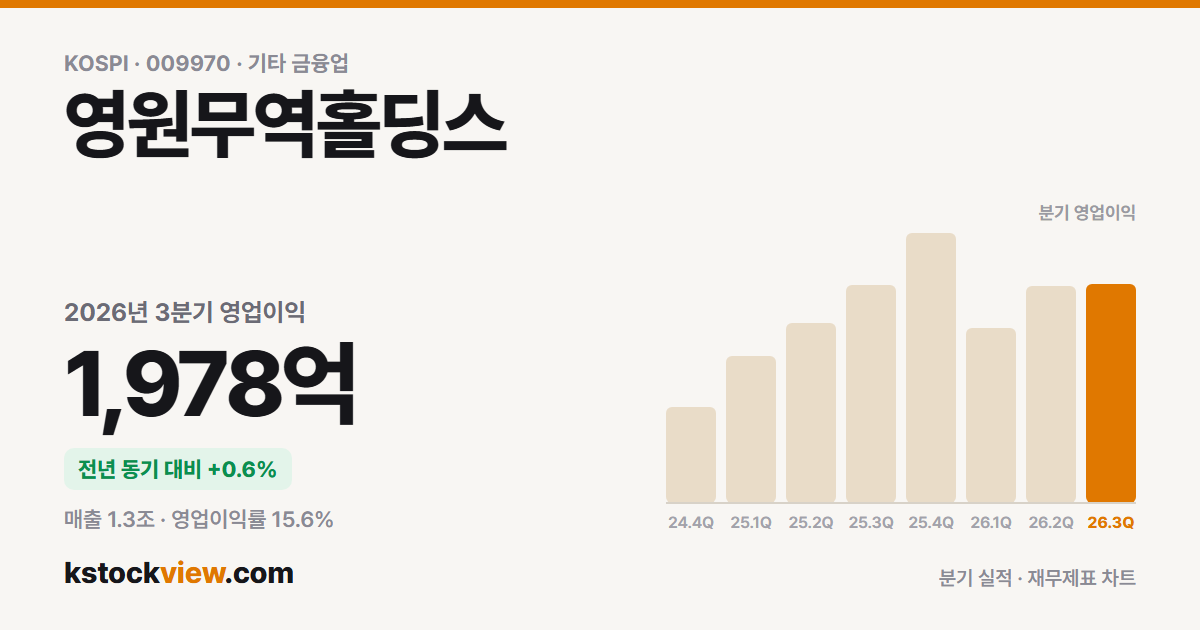 KOSPI · 009970 · 기타 금융업
영원무역홀딩스
2026년 3분기 영업이익
1,978억
전년 동기 대비 +0.6%
매출 1.3조 · 영업이익률 15.6%
kstockview.com
분기 영업이익
24.4Q 25.1Q 25.2Q 25.3Q 25.4Q 26.1Q 26.2Q 26.3Q
분기 실적 · 재무제표 차트